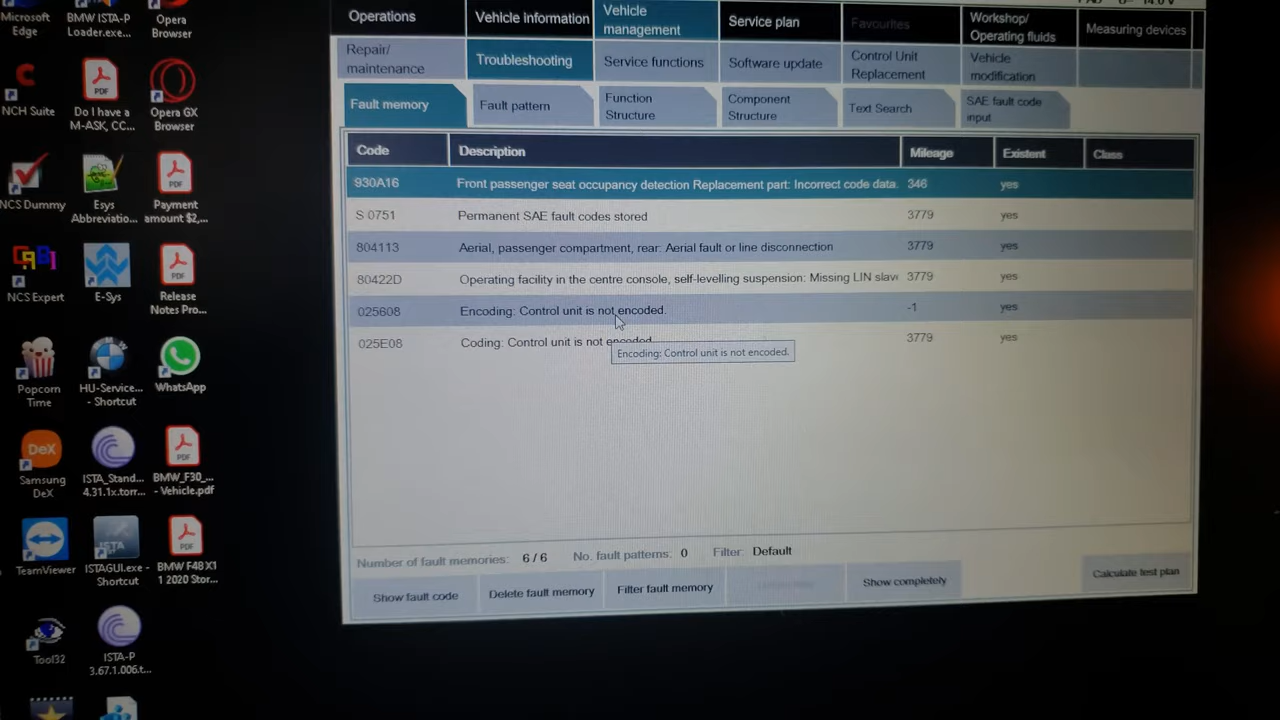 Microsoft
Edge
BMW ISTA-P
Loader.exe...
Opera
Browser
NCH Suite
Do I have a
M-ASK, CC...
Opera GX
Browser
NCS Dummy
Esys
Abbreviatio...
Payment
amount $2,...
NCS Expert
E-Sys
Release
Notes Pro...
Popcorn
Time
HU-Service...
- Shortcut
WhatsApp
DeX
Samsung
DeX
ISTA_Stand...
4.31.1x.torr...
BMW_F30_...
- Vehicle.pdf
TeamViewer
ISTA
ISTAGUI.exe -
Shortcut
BMW F48 X1
1 2020 Stor...
Tool32
ISTA-P
3.67.1.006.t...
Operations
Vehicle information
Vehicle
management
Service plan
Favourites
Workshop/
Operating fluids
Measuring devices
Repair/
maintenance
Troubleshooting
Service functions
Software update
Control Unit
Replacement
Vehicle
modification
Fault memory
Fault pattern
Function
Structure
Component
Structure
Text Search
SAE fault code
input
Code Description Mileage Existent Class
930A16 Front passenger seat occupancy detection Replacement part: Incorrect code data. 346 yes
S 0751 Permanent SAE fault codes stored 3779 yes
804113 Aerial, passenger compartment, rear: Aerial fault or line disconnection 3779 yes
80422D Operating facility in the centre console, self-levelling suspension: Missing LIN slav 3779 yes
025608 Encoding: Control unit is not encoded. -1 yes
025E08 Coding: Control unit is not encoded. 3779 yes
Encoding: Control unit is not encoded.
Number of fault memories: 6 / 6 No. fault patterns: 0 Filter: Default
Show fault code
Delete fault memory
Filter fault memory
Show completely
Calculate test plan